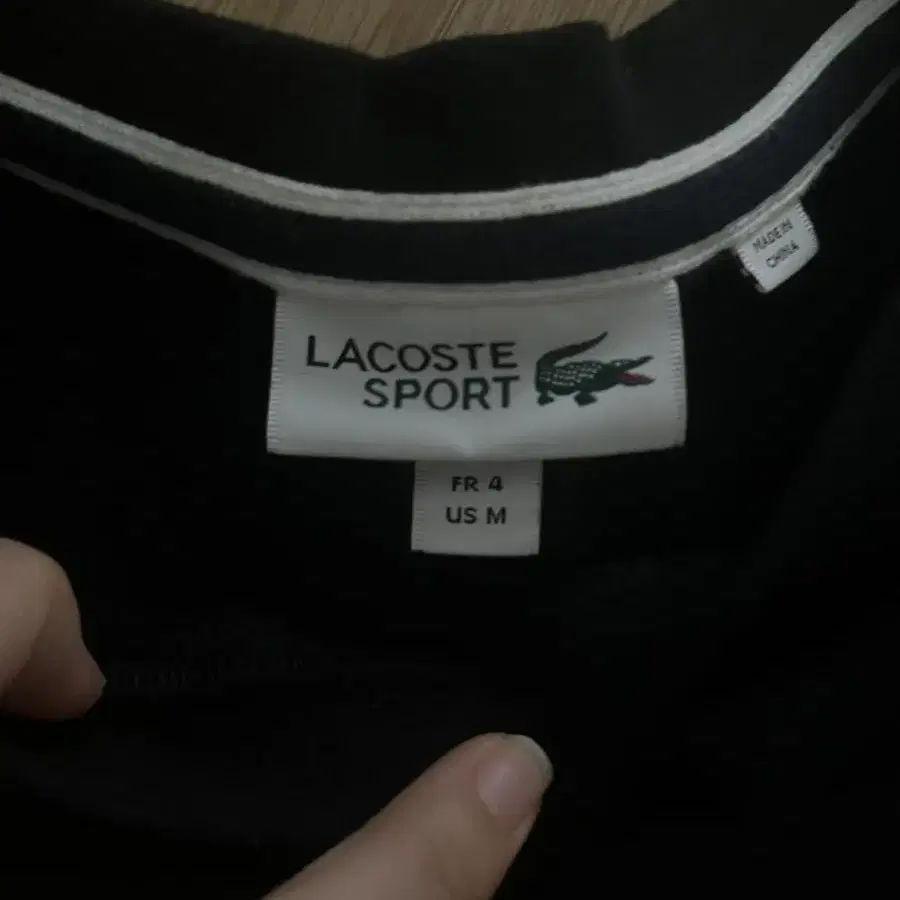 MADE IN
CHINA
LACOSTE
SPORT
FR 4
US M